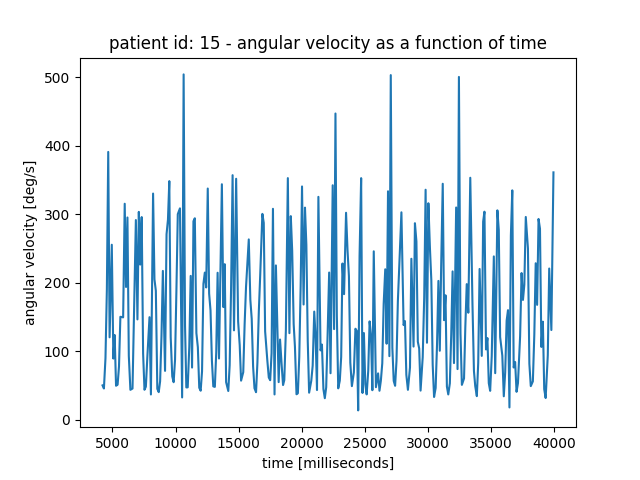 patient id: 15 - angular velocity as a function of time
angular velocity [deg/s]
500
400
300
200
100
0
5000 10000 15000 20000 25000 30000 35000 40000
time [milliseconds]